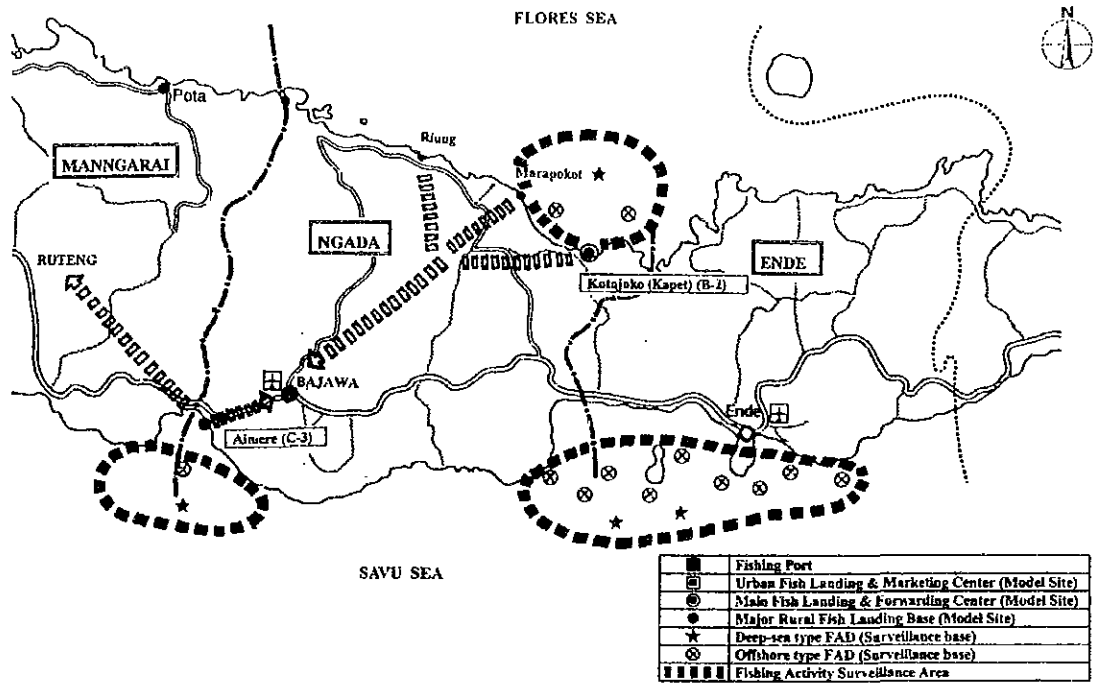 FLORES SEA
N
Pota
Riung
MANNGARAI
Marapokot
NGADA
RUTENG
ENDE
Kotajoko (Kapet) (B-2)
BAJAWA
Ende
Aimere (C-3)
SAVU SEA
Fishing Port
Urban Fish Landing & Marketing Center (Model Site)
Main Fish Landing & Forwarding Center (Model Site)
Major Rural Fish Landing Base (Model Site)
Deep-sea type FAD (Surveillance base)
Offshore type FAD (Surveillance base)
Fishing Activity Surveillance Area